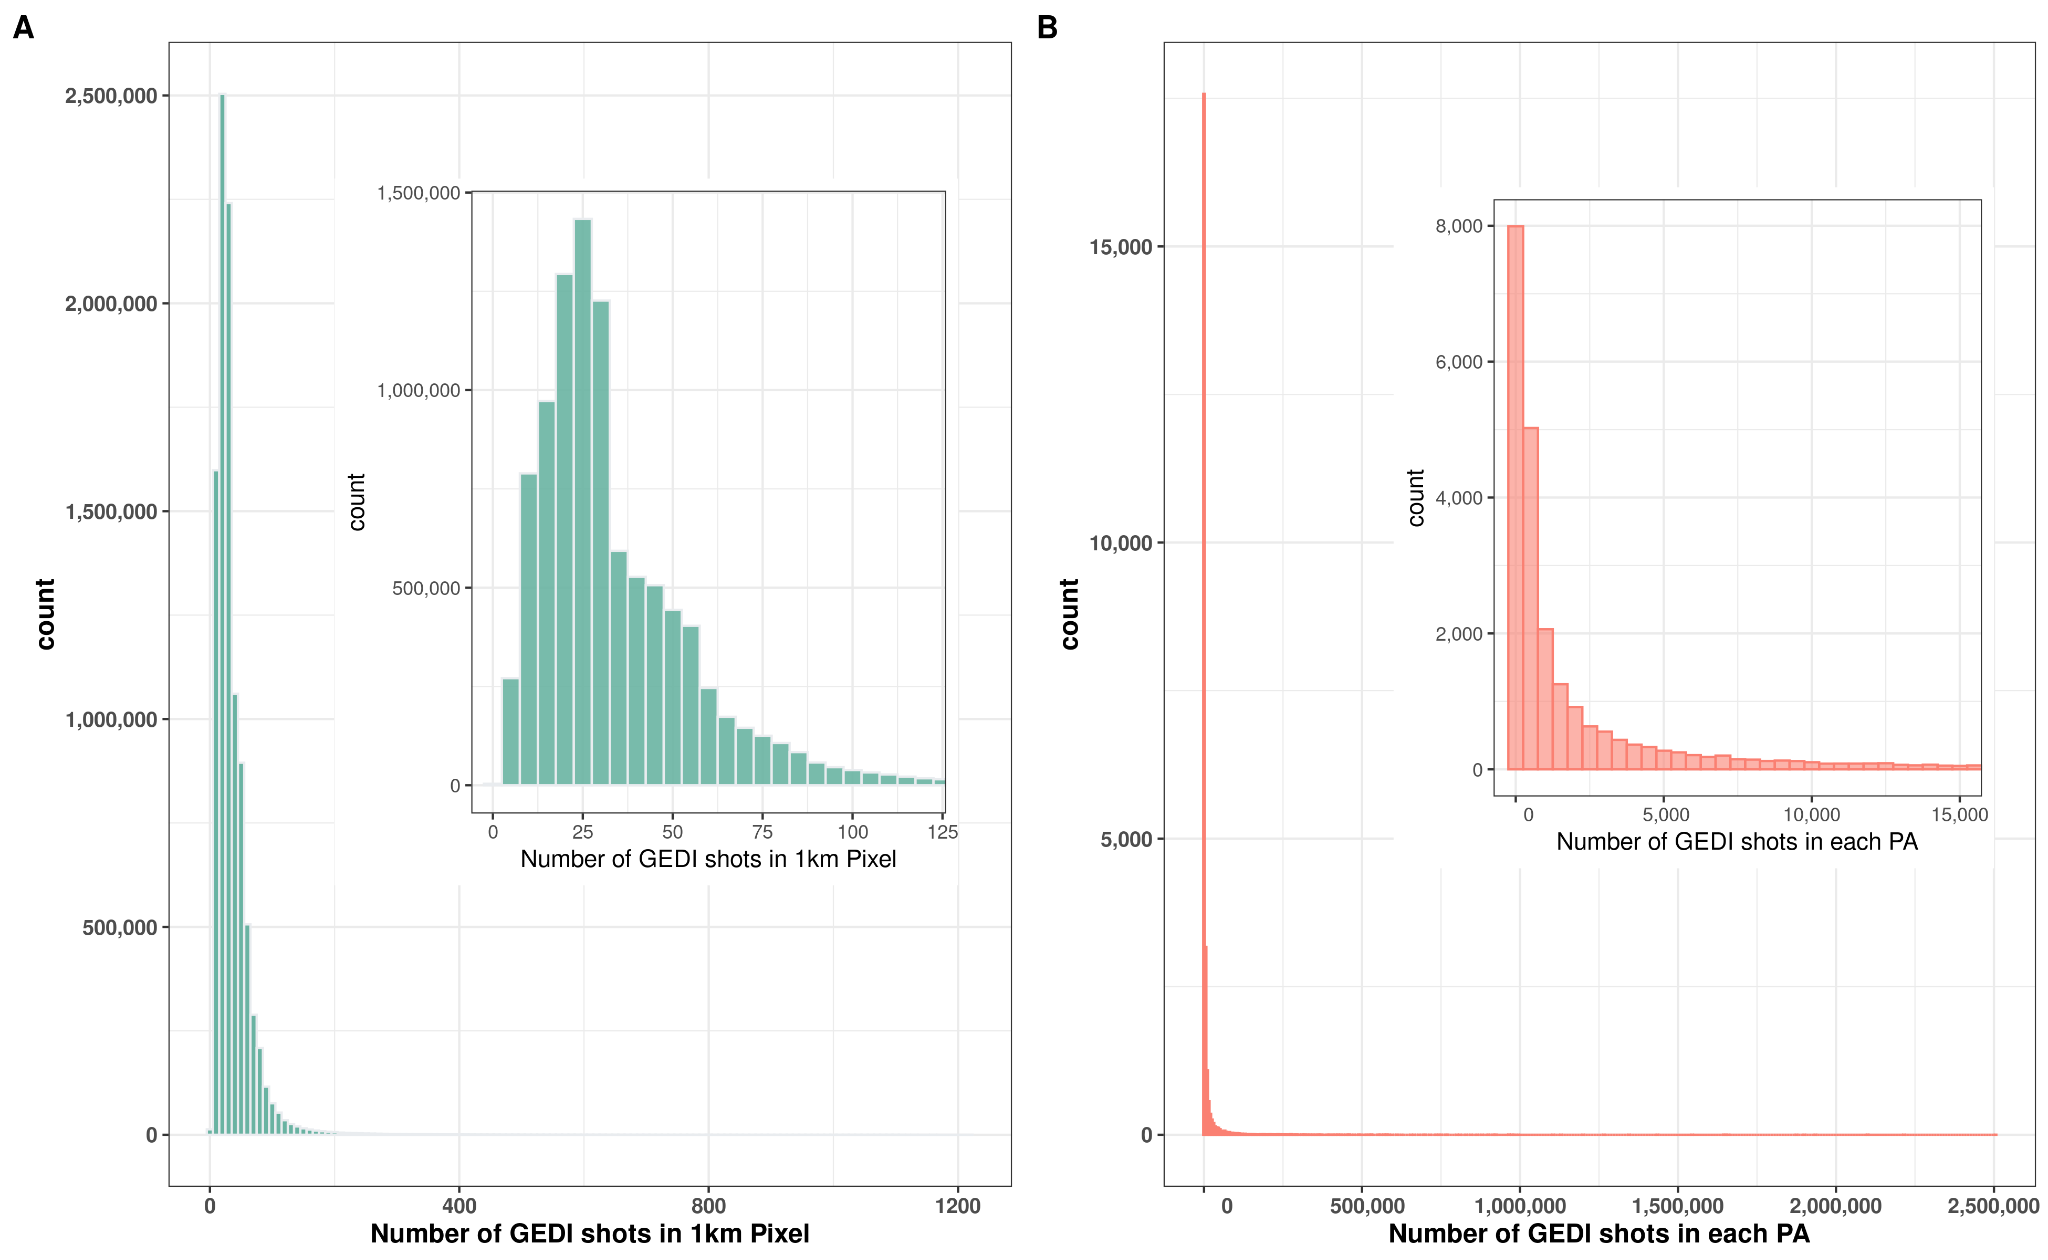 A
count
2,500,000
2,000,000
1,500,000
1,000,000
500,000
0
0 400 800 1200
Number of GEDI shots in 1km Pixel
count
1,500,000
1,000,000
500,000
0
0 25 50 75 100 125
Number of GEDI shots in 1km Pixel
B
count
15,000
10,000
5,000
0
0 500,000 1,000,000 1,500,000 2,000,000 2,500,000
Number of GEDI shots in each PA
count
8,000
6,000
4,000
2,000
0
0 5,000 10,000 15,000
Number of GEDI shots in each PA